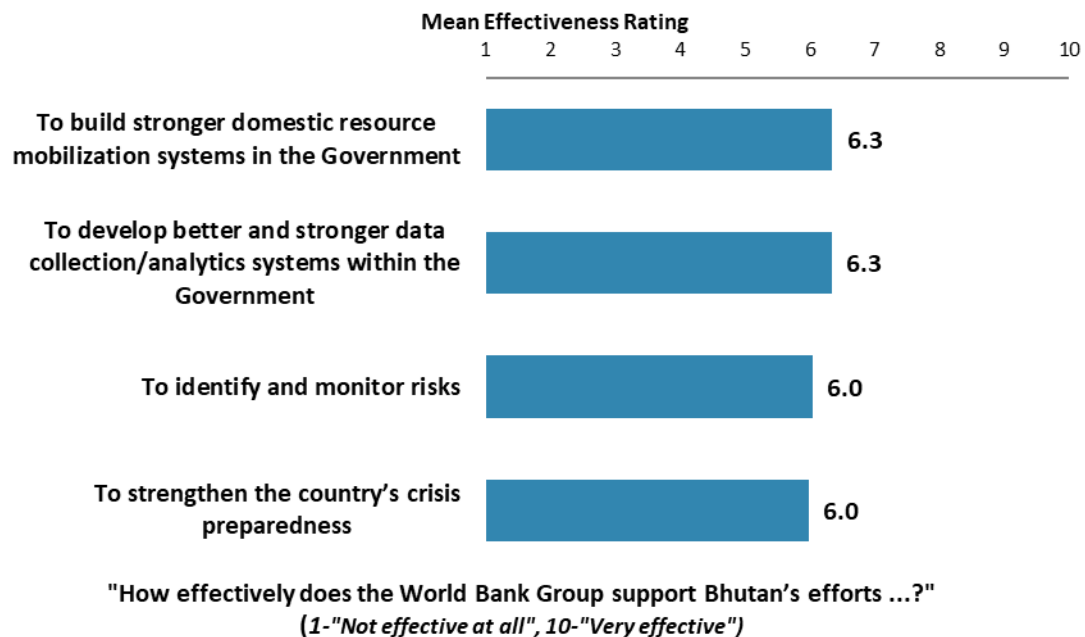 Mean Effectiveness Rating
1 2 3 4 5 6 7 8 9 10
To build stronger domestic resource
mobilization systems in the Government
6.3
To develop better and stronger data
collection/analytics systems within the
Government
6.3
To identify and monitor risks
6.0
To strengthen the country’s crisis
preparedness
6.0
"How effectively does the World Bank Group support Bhutan’s efforts ...?"
(1-"Not effective at all", 10-"Very effective")